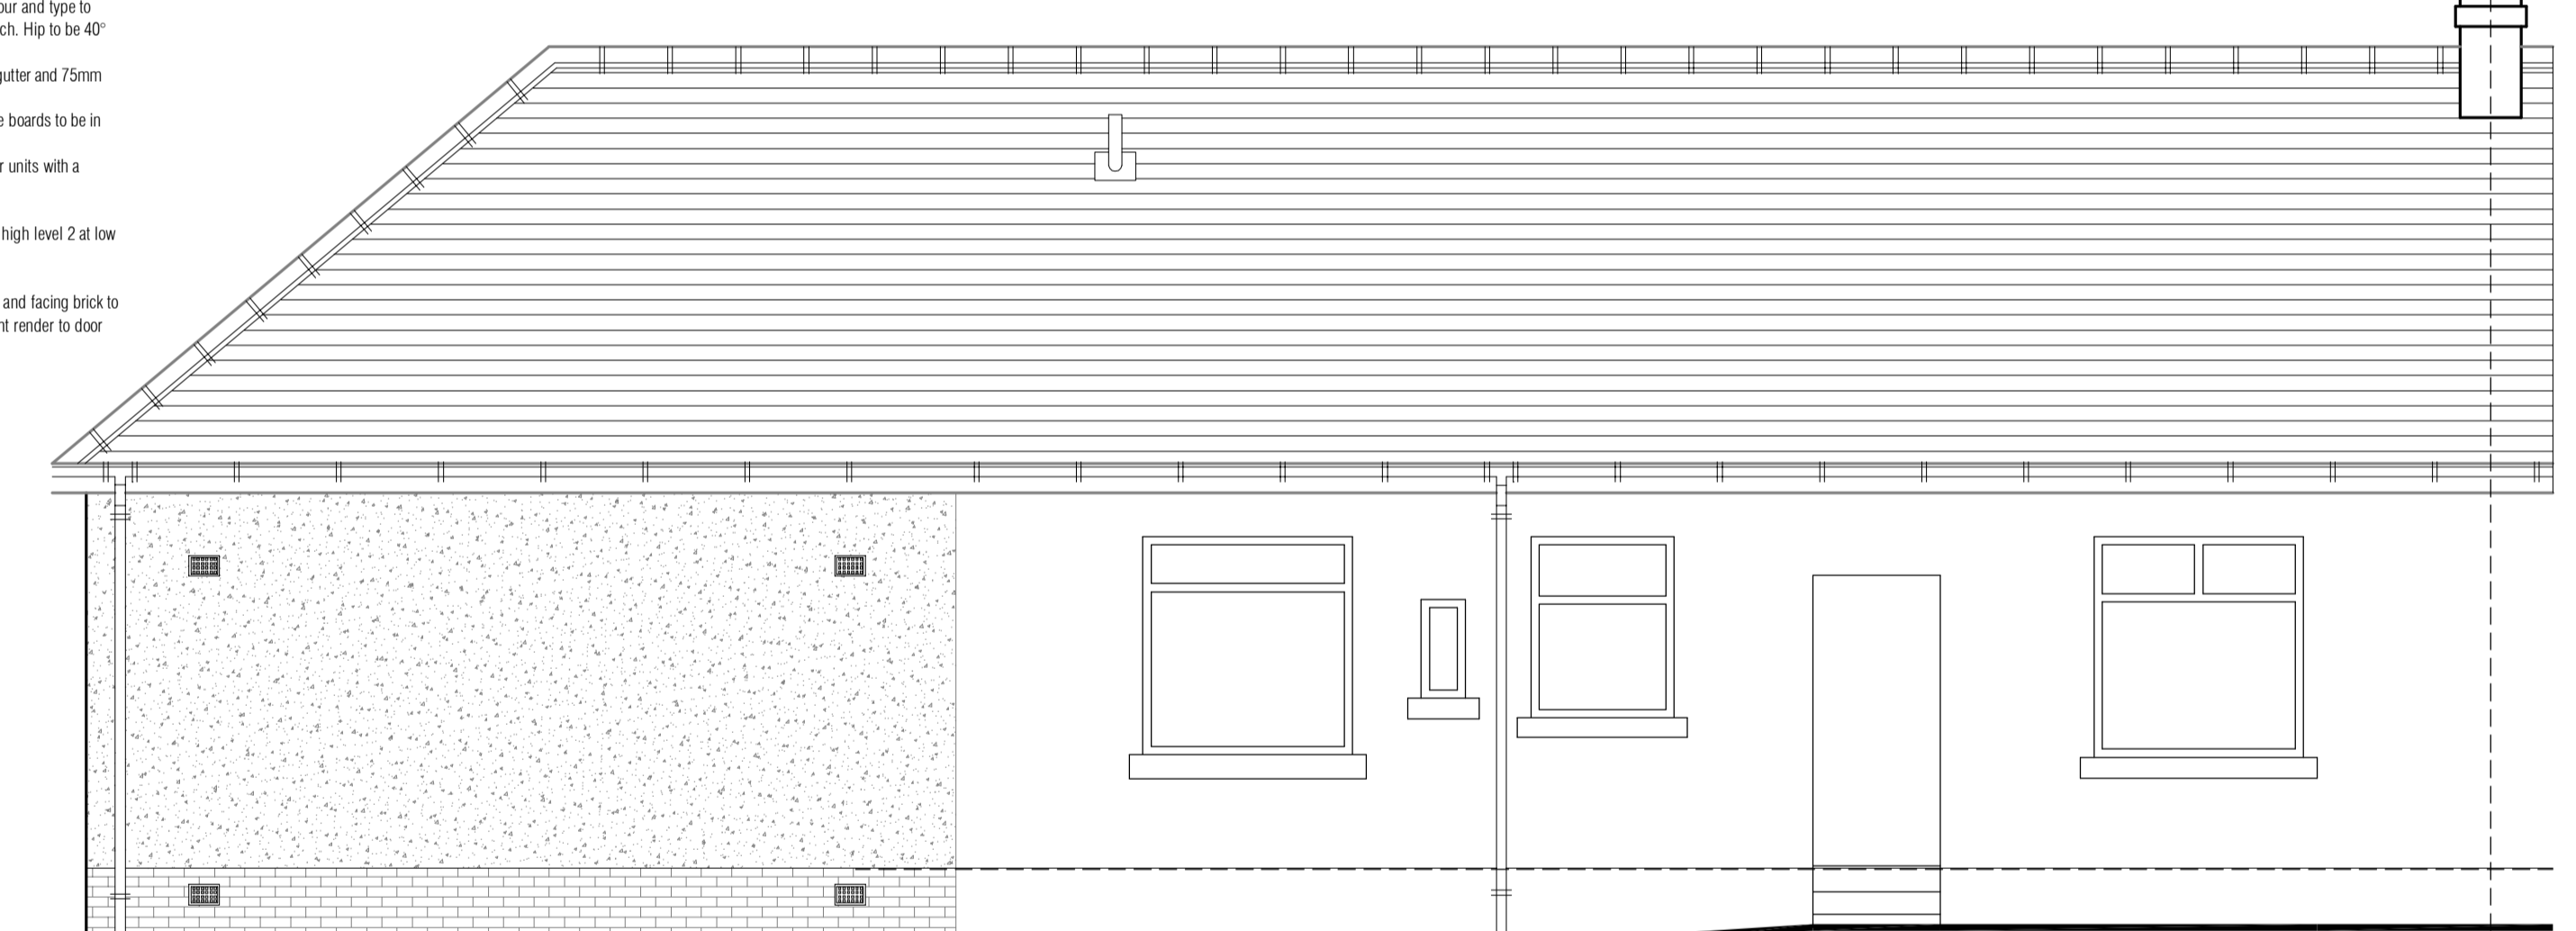 our and type to
ch. Hip to be 40°
gutter and 75mm
e boards to be in
r units with a
high level 2 at low
and facing brick to
nt render to door